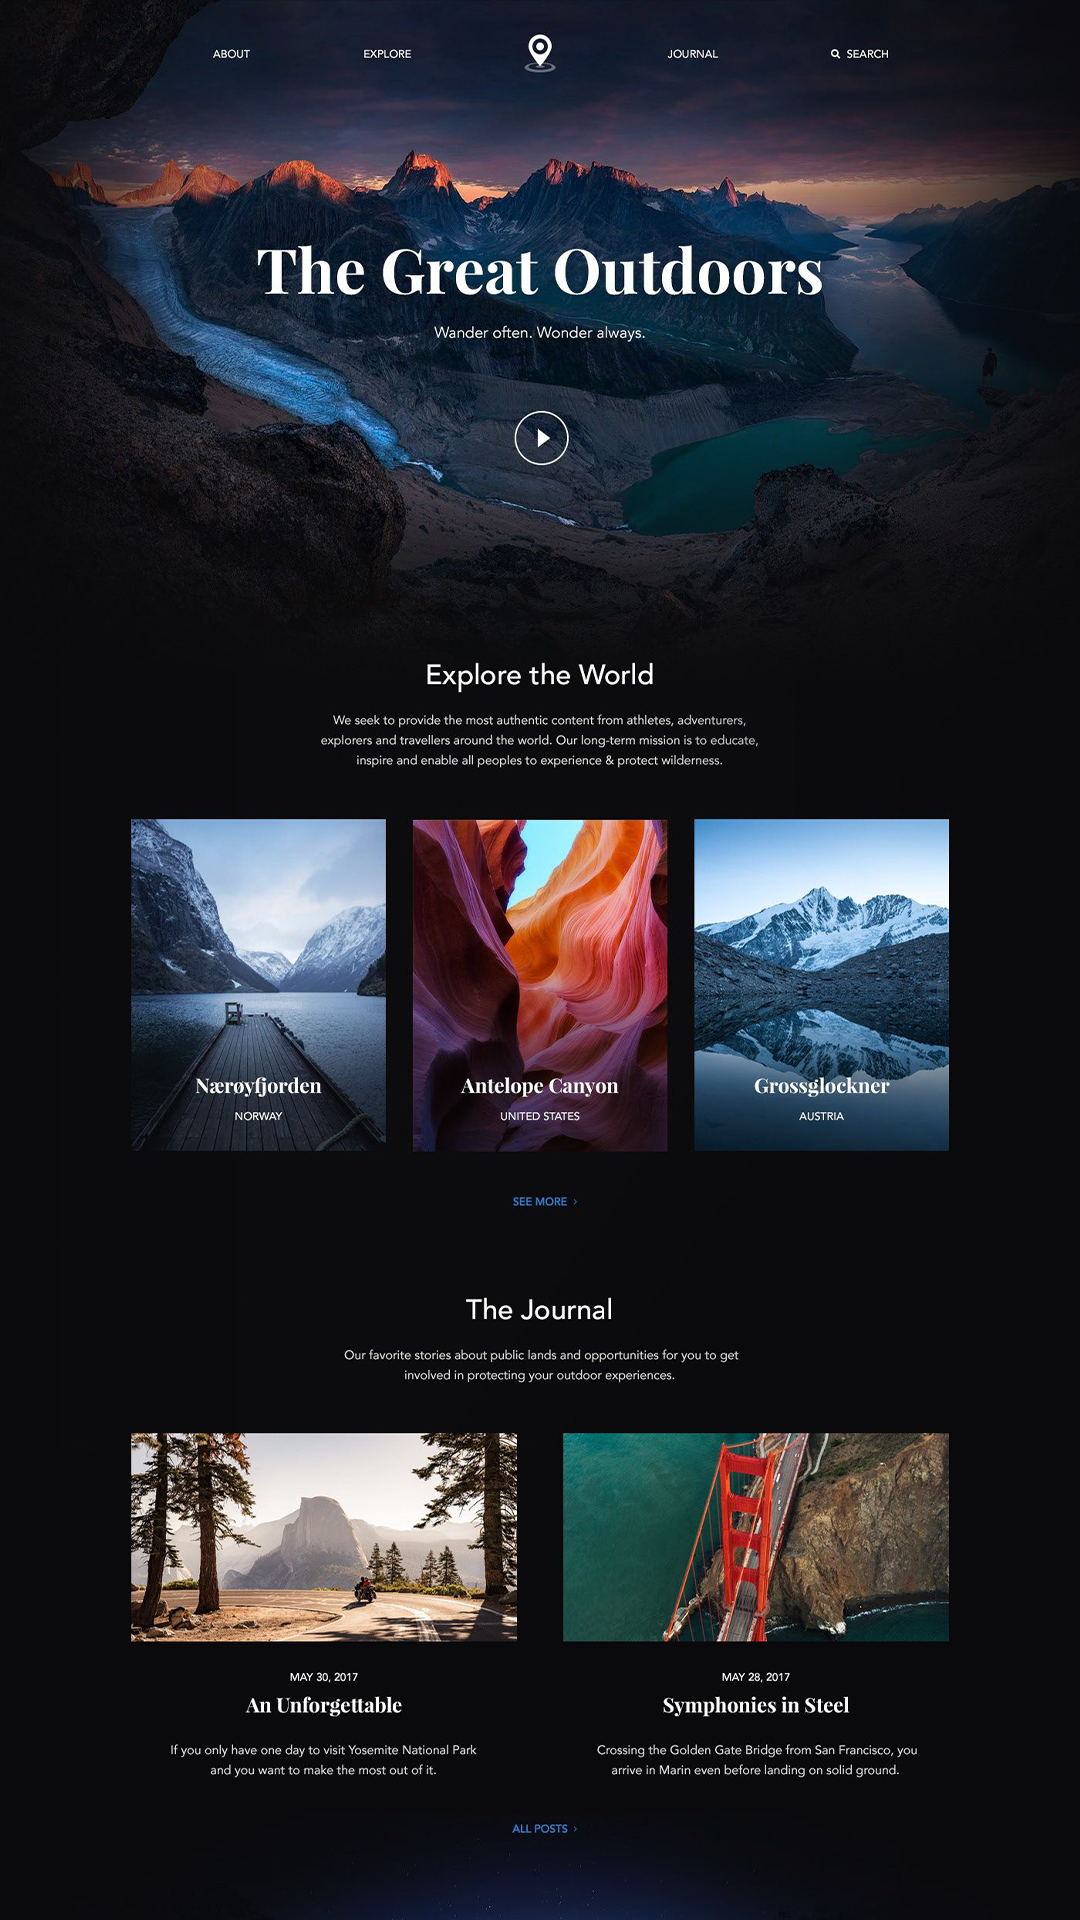 ABOUT
EXPLORE
JOURNAL
SEARCH
The Great Outdoors
Wander often. Wonder always.
Explore the World
We seek to provide the most authentic content from athletes, adventurers,
explorers and travellers around the world. Our long-term mission is to educate,
inspire and enable all peoples to experience & protect wilderness.
Nærøyfjorden
NORWAY
Antelope Canyon
UNITED STATES
Grossglockner
AUSTRIA
SEE MORE ›
The Journal
Our favorite stories about public lands and opportunities for you to get
involved in protecting your outdoor experiences.
MAY 30, 2017
An Unforgettable
If you only have one day to visit Yosemite National Park
and you want to make the most out of it.
MAY 28, 2017
Symphonies in Steel
Crossing the Golden Gate Bridge from San Francisco, you
arrive in Marin even before landing on solid ground.
ALL POSTS ›